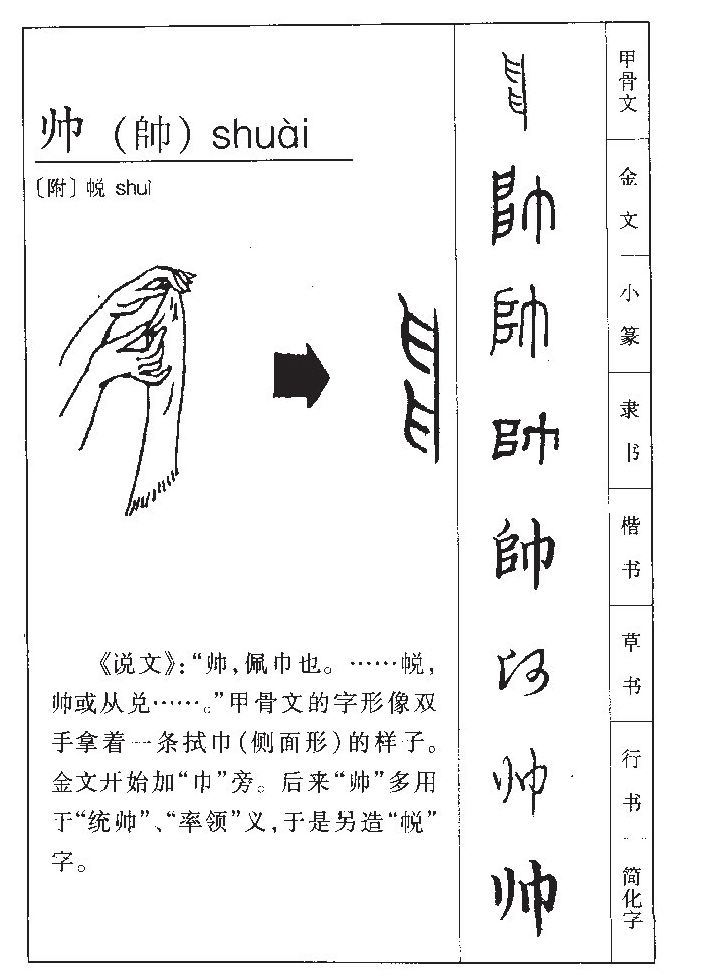 帅（帥）shuài
〔附〕帨 shuì
《说文》：“帅，佩巾也。……帨，
帅或从兑……。”甲骨文的字形像双
手拿着一条拭巾（侧面形）的样子。
金文开始加“巾”旁。后来“帅”多用
于“统帅”、“率领”义，于是另造“帨”
字。
甲骨文
金文
帥
小篆
帥
隶书
帥
楷书
帥
草书
行书
帅
简化字
帅